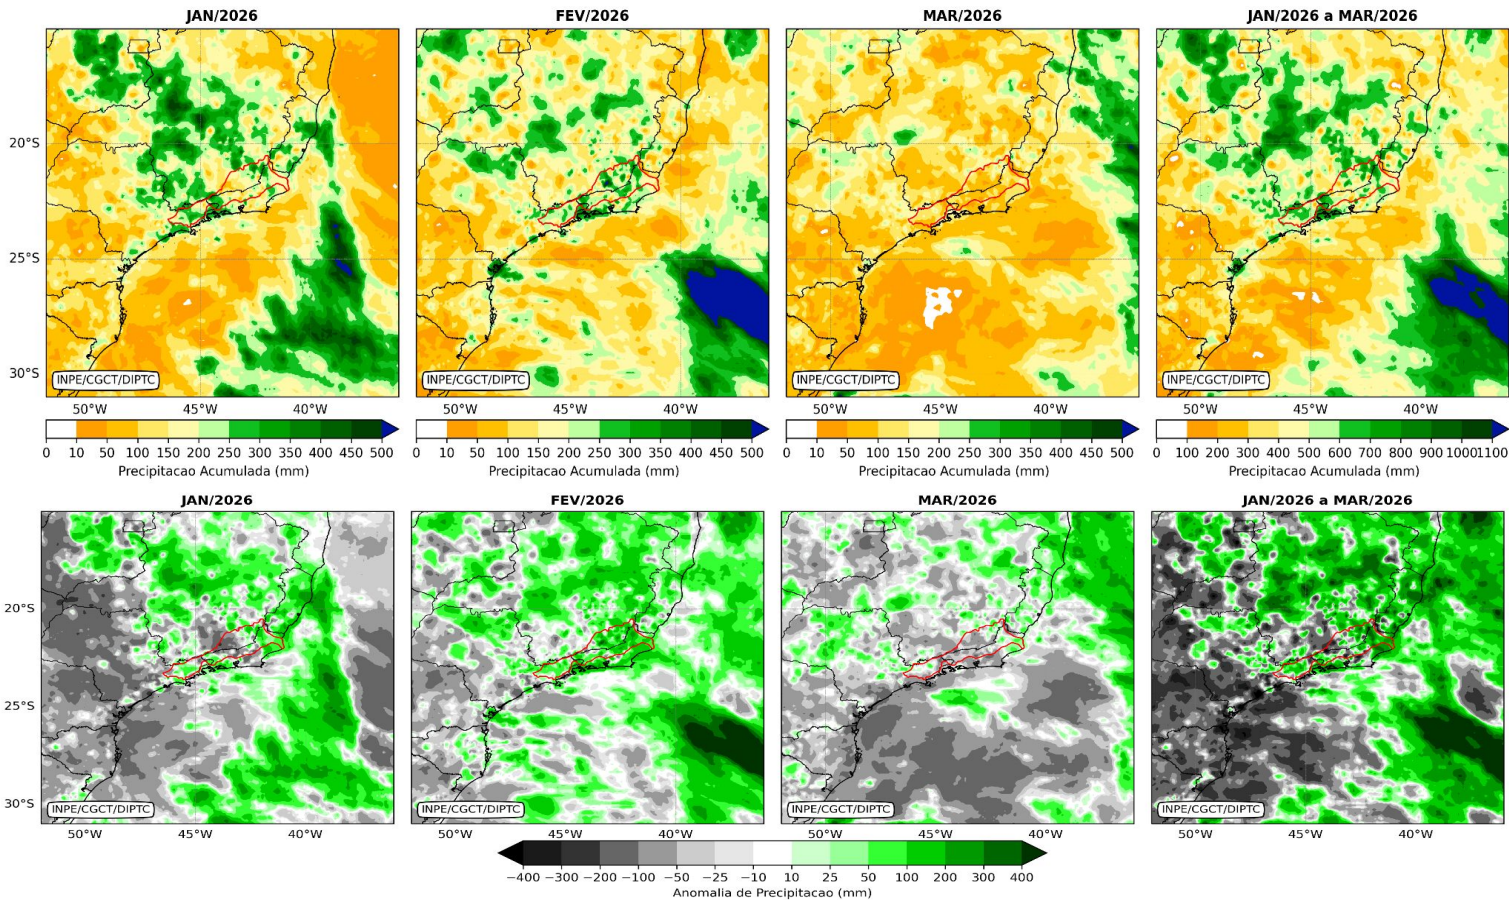 JAN/2026 FEV/2026 MAR/2026 JAN/2026 a MAR/2026
20°S
25°S
30°S
INPE/CGCT/DIPTC INPE/CGCT/DIPTC INPE/CGCT/DIPTC INPE/CGCT/DIPTC
50°W 45°W 40°W 50°W 45°W 40°W 50°W 45°W 40°W 50°W 45°W 40°W
0 10 50 100 150 200 250 300 350 400 450 500 0 10 50 100 150 200 250 300 350 400 450 500 0 10 50 100 150 200 250 300 350 400 450 500 0 100 200 300 500 600 700 800 900 1000 1100
Precipitacao Acumulada (mm) Precipitacao Acumulada (mm) Precipitacao Acumulada (mm) Precipitacao Acumulada (mm)
JAN/2026 FEV/2026 MAR/2026 JAN/2026 a MAR/2026
20°S
25°S
30°S
INPE/CGCT/DIPTC INPE/CGCT/DIPTC INPE/CGCT/DIPTC INPE/CGCT/DIPTC
50°W 45°W 40°W 50°W 45°W 40°W 50°W 45°W 40°W 50°W 45°W 40°W
−400 −300 −200 −100 −50 −25 −10 10 25 50 100 200 300 400
Anomalia de Precipitacao (mm)